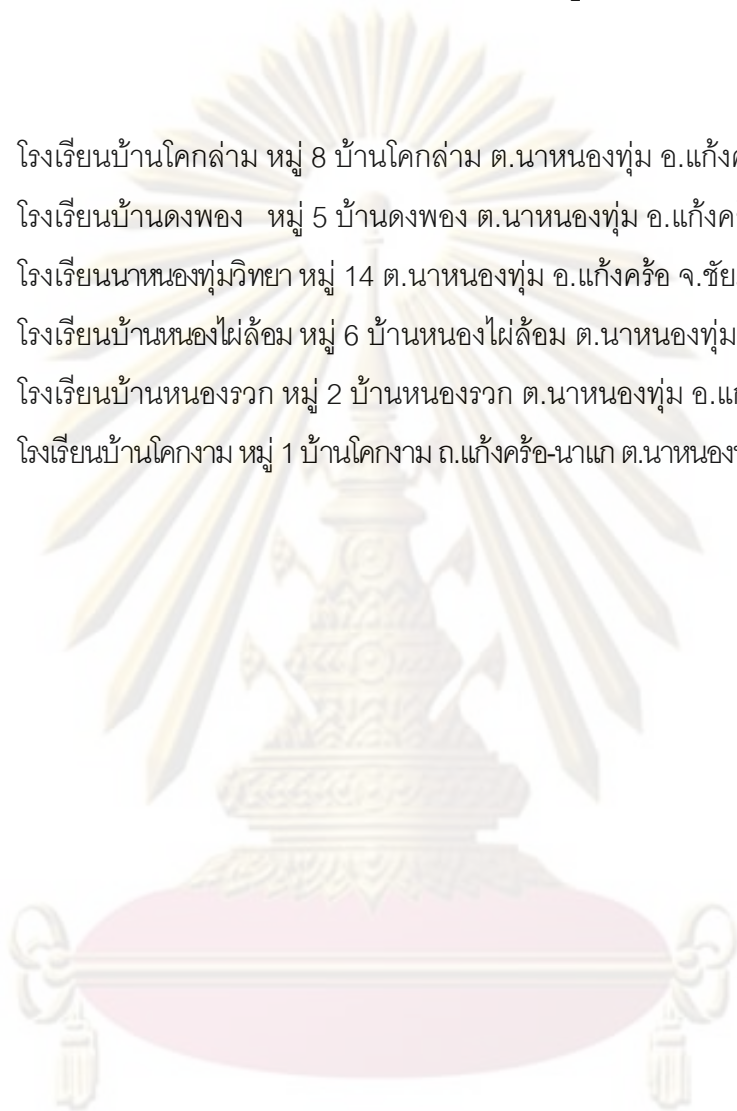 โรงเรียนบ้านโคกล่าม หมู่ 8 บ้านโคกล่าม ต.นาหนองทุ่ม
โรงเรียนบ้านดงพอง หมู่ 5 บ้านดงพอง ต.นาหนองทุ่ม
โรงเรียนนาหนองทุ่มวิทยา หมู่ 14 ต.นาหนองทุ่ม อ.แก้งคร้อ
โรงเรียนบ้านหนองไผ่ล้อม หมู่ 6 บ้านหนองไผ่ล้อม ต.นาหนองทุ่ม
โรงเรียนบ้านหนองรวก หมู่ 2 บ้านหนองรวก ต.นาหนองทุ่ม
โรงเรียนบ้านโคกงาม หมู่ 1 บ้านโคกงาม ถ.แก้งคร้อ-นาแก